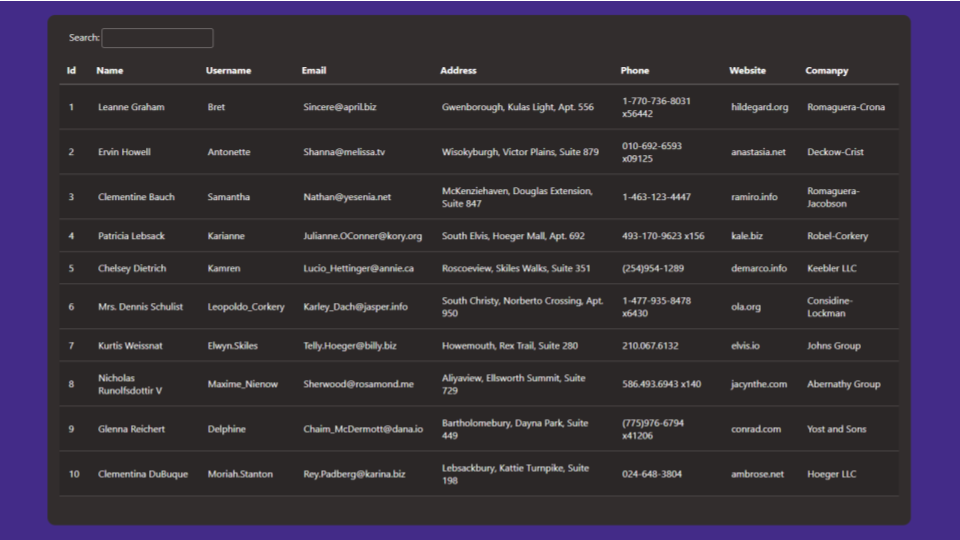 Search:
Id Name Username Email Address Phone Website Comanpy
1 Leanne Graham Bret Sincere@april.biz Gwenborough, Kulas Light, Apt. 556 1-770-736-8031 x56442 hildegard.org Romaguera-Crona
2 Ervin Howell Antonette Shanna@melissa.tv Wisokyburgh, Victor Plains, Suite 879 010-692-6593 x09125 anastasia.net Deckow-Crist
3 Clementine Bauch Samantha Nathan@yesenia.net McKenziehaven, Douglas Extension, Suite 847 1-463-123-4447 ramiro.info Romaguera-Jacobson
4 Patricia Lebsack Karianne Julianne.OConner@kory.org South Elvis, Hoeger Mall, Apt. 692 493-170-9623 x156 kale.biz Robel-Corkery
5 Chelsey Dietrich Kamren Lucio_Hettinger@annie.ca Roscoeview, Skiles Walks, Suite 351 (254)954-1289 demarco.info Keebler LLC
6 Mrs. Dennis Schulist Leopoldo_Corkery Karley_Dach@jasper.info South Christy, Norberto Crossing, Apt. 950 1-477-935-8478 x6430 ola.org Considine-Lockman
7 Kurtis Weissnat Elwyn.Skiles Telly.Hoeger@billy.biz Howemouth, Rex Trail, Suite 280 210.067.6132 elvis.io Johns Group
8 Nicholas Runolfsdottir V Maxime_Nienow Sherwood@rosamond.me Aliyaview, Ellsworth Summit, Suite 729 586.493.6943 x140 jacynthe.com Abernathy Group
9 Glenna Reichert Delphine Chaim_McDermott@dana.io Bartholomebury, Dayna Park, Suite 449 (775)976-6794 x41206 conrad.com Yost and Sons
10 Clementina DuBuque Moriah.Stanton Rey.Padberg@karina.biz Lebsackbury, Kattie Turnpike, Suite 198 024-648-3804 ambrose.net Hoeger LLC